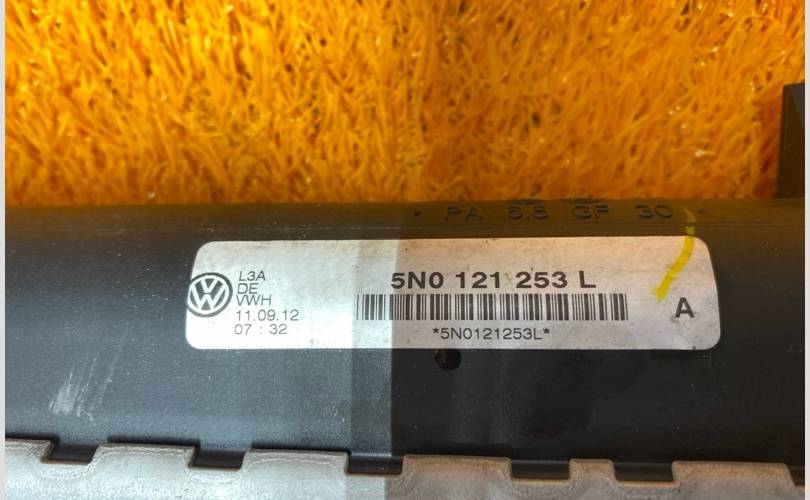 PA 6.6 GF 30
L3A
DE
VWH
11.09.12
07 : 32
5N0 121 253 L
*5N0121253L*
A